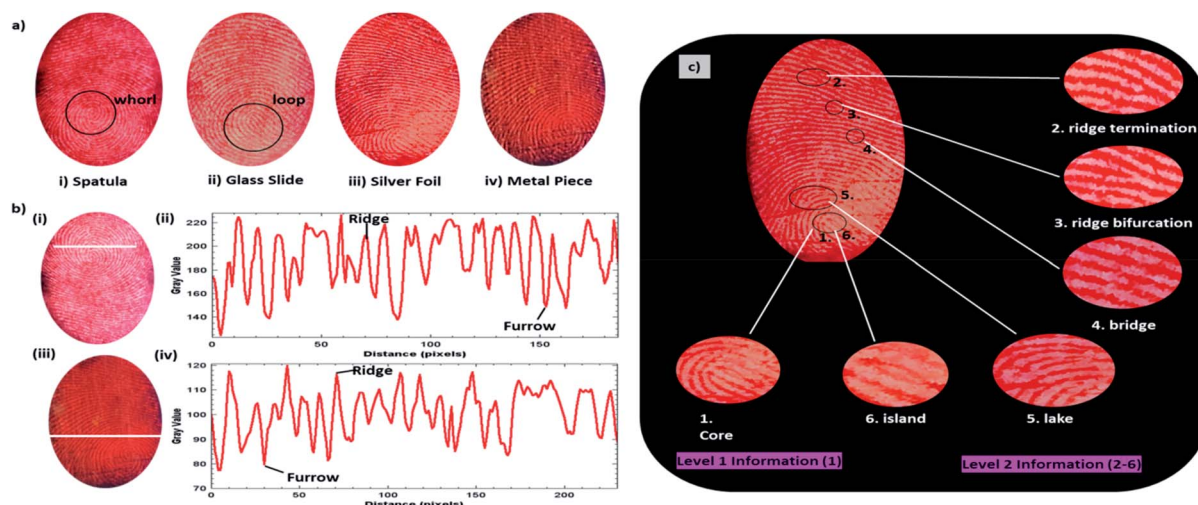 a)
whorl
loop
i) Spatula
ii) Glass Slide
iii) Silver Foil
iv) Metal Piece
b)
(i)
(ii)
Ridge
220
200
180
160
140
Gray Value
Furrow
0
50
100
150
Distance (pixels)
(iii)
(iv)
Ridge
120
110
100
90
80
70
Gray Value
Furrow
0
50
100
150
200
Distance (pixels)
c)
2.
3.
4.
5.
1.
6.
2. ridge termination
3. ridge bifurcation
4. bridge
1.
Core
6. island
5. lake
Level 1 Information (1)
Level 2 Information (2-6)